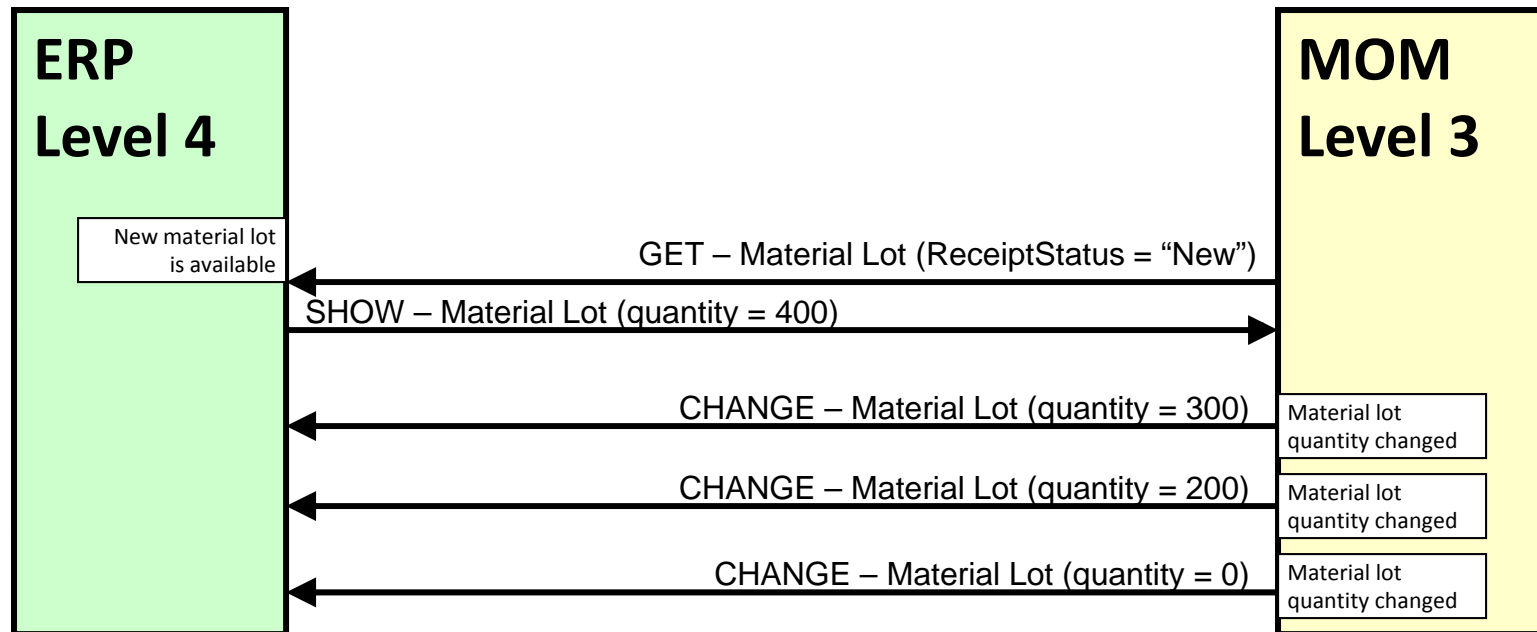 ERP
Level 4
MOM
Level 3
New material lot
is available
GET – Material Lot (ReceiptStatus = “New”)
SHOW – Material Lot (quantity = 400)
CHANGE – Material Lot (quantity = 300)
Material lot
quantity changed
CHANGE – Material Lot (quantity = 200)
Material lot
quantity changed
CHANGE – Material Lot (quantity = 0)
Material lot
quantity changed